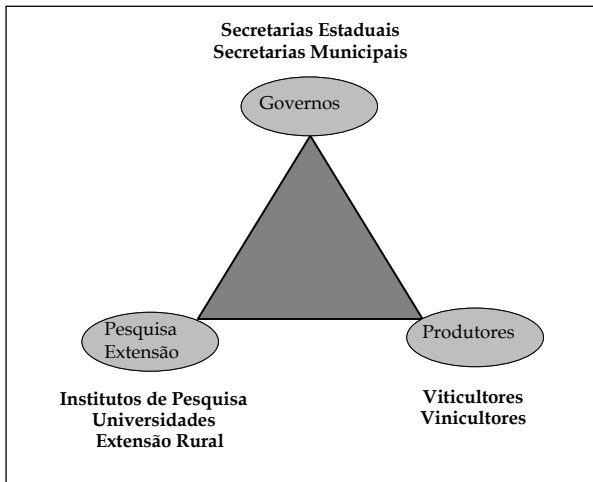 Secretarias Estaduais
Secretarias Municipais
Governos
Pesquisa
Extensão
Produtores
Institutos de Pesquisa
Universidades
Extensão Rural
Viticultores
Vinicultores